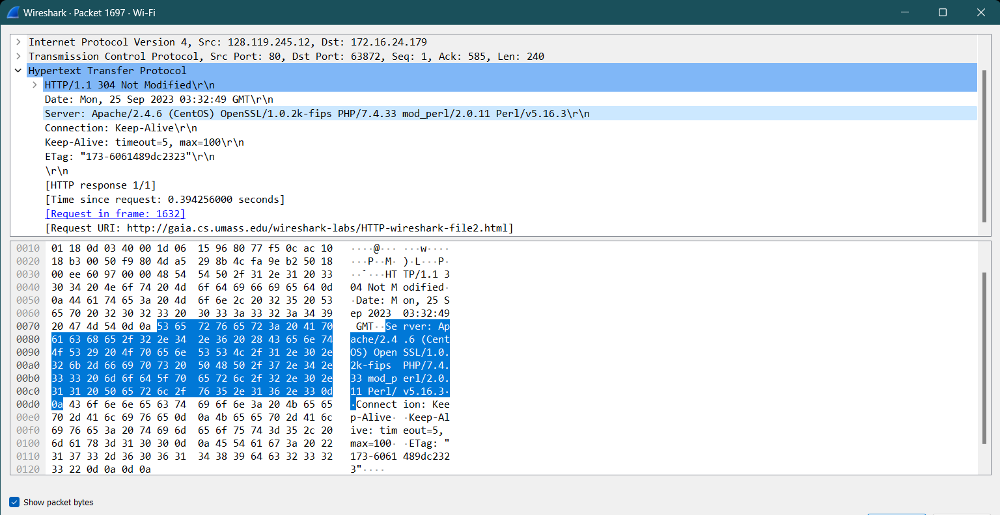 Wireshark · Packet 1697 · Wi-Fi
Internet Protocol Version 4, Src: 128.119.245.12, Dst: 172.16.24.179
Transmission Control Protocol, Src Port: 80, Dst Port: 63872, Seq: 1, Ack: 585, Len: 240
Hypertext Transfer Protocol
HTTP/1.1 304 Not Modified\r\n
Date: Mon, 25 Sep 2023 03:32:49 GMT\r\n
Server: Apache/2.4.6 (CentOS) OpenSSL/1.0.2k-fips PHP/7.4.33 mod_perl/2.0.11 Perl/v5.16.3\r\n
Connection: Keep-Alive\r\n
Keep-Alive: timeout=5, max=100\r\n
ETag: "173-6061489dc2323"\r\n
\r\n
[HTTP response 1/1]
[Time since request: 0.394256000 seconds]
[Request in frame: 1632]
[Request URI: http://gaia.cs.umass.edu/wireshark-labs/HTTP-wireshark-file2.html]
0010 01 18 0d 03 40 00 1d 06 15 96 80 77 f5 0c ac 10 ····@··· ···w····
0020 18 b3 00 50 f9 80 4d a5 29 8b 4c fa 9e b2 50 18 ···P··M· )·L···P·
0030 00 ee 60 97 00 00 48 54 54 50 2f 31 2e 31 20 33 ··`···HT TP/1.1 3
0040 30 34 20 4e 6f 74 20 4d 6f 64 69 66 69 65 64 0d 04 Not M odified·
0050 0a 44 61 74 65 3a 20 4d 6f 6e 2c 20 32 35 20 53 ·Date: M on, 25 S
0060 65 70 20 32 30 32 33 20 30 33 3a 33 32 3a 34 39 ep 2023 03:32:49
0070 20 47 4d 54 0d 0a 53 65 72 76 65 72 3a 20 41 70 GMT··Se rver: Ap
0080 61 63 68 65 2f 32 2e 34 2e 36 20 28 43 65 6e 74 ache/2.4 .6 (Cent
0090 4f 53 29 20 4f 70 65 6e 53 53 4c 2f 31 2e 30 2e OS) Open SSL/1.0.
00a0 32 6b 2d 66 69 70 73 20 50 48 50 2f 37 2e 34 2e 2k-fips PHP/7.4.
00b0 33 33 20 6d 6f 64 5f 70 65 72 6c 2f 32 2e 30 2e 33 mod_p erl/2.0.
00c0 31 31 20 50 65 72 6c 2f 76 35 2e 31 36 2e 33 0d 11 Perl/ v5.16.3·
00d0 0a 43 6f 6e 6e 65 63 74 69 6f 6e 3a 20 4b 65 65 ·Connect ion: Kee
00e0 70 2d 41 6c 69 76 65 0d 0a 4b 65 65 70 2d 41 6c p-Alive· ·Keep-Al
00f0 69 76 65 3a 20 74 69 6d 65 6f 75 74 3d 35 2c 20 ive: tim eout=5,
0100 6d 61 78 3d 31 30 30 0d 0a 45 54 61 67 3a 20 22 max=100· ·ETag: "
0110 31 37 33 2d 36 30 36 31 34 38 39 64 63 32 33 32 173-6061 489dc232
0120 33 22 0d 0a 0d 0a 3"····
Show packet bytes